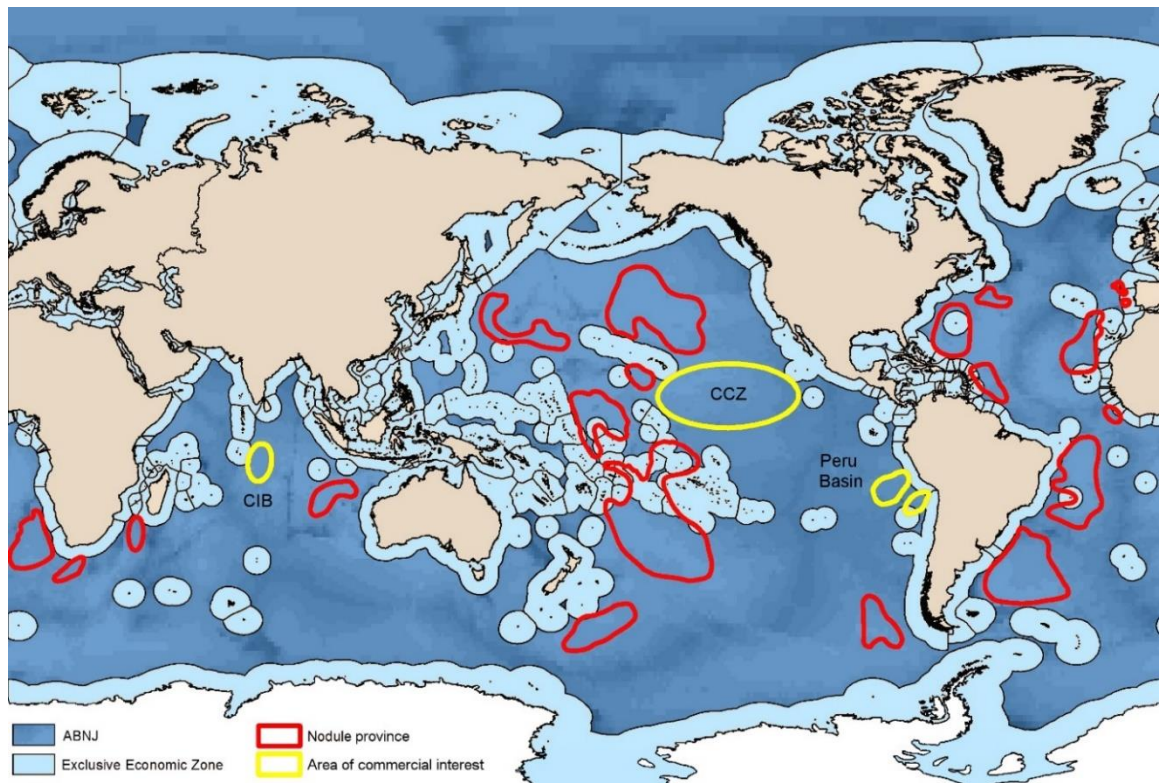 CCZ
Peru
Basin
CIB
ABNJ
Nodule province
Exclusive Economic Zone
Area of commercial interest